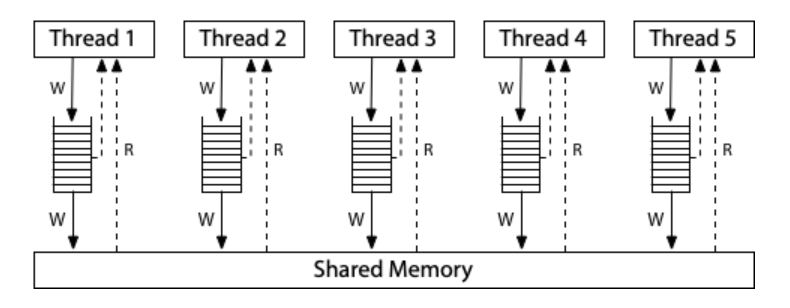 Thread 1 Thread 2 Thread 3 Thread 4 Thread 5
W W W W W
R R R R R
W W W W W
Shared Memory